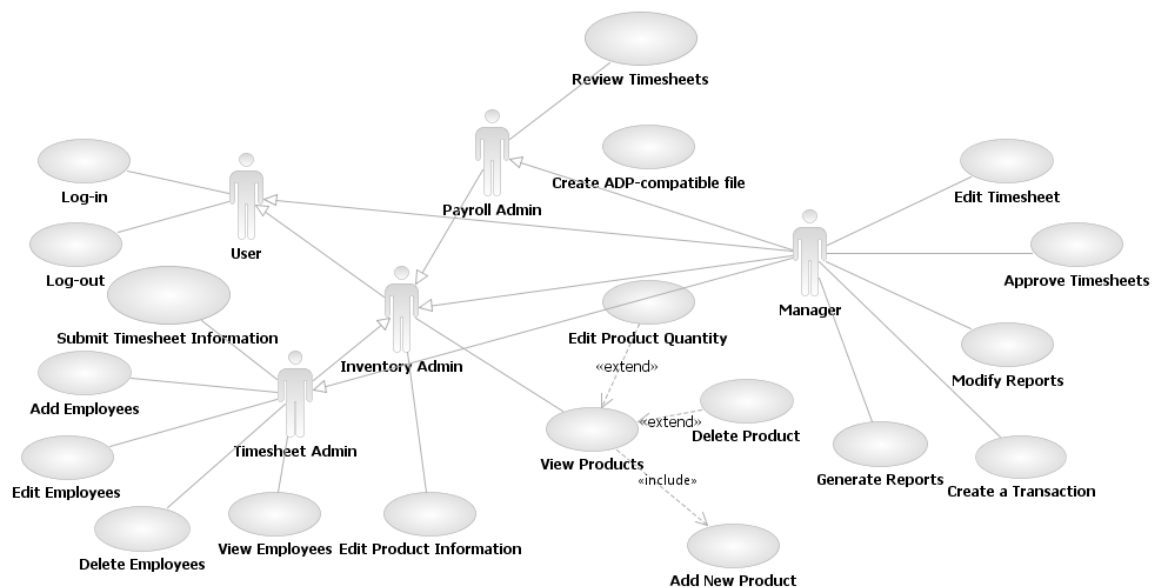 Review Timesheets
Create ADP-compatible file
Log-in
Edit Timesheet
Payroll Admin
User
Log-out
Approve Timesheets
Manager
Submit Timesheet Information
Edit Product Quantity
Inventory Admin
«extend»
Modify Reports
Add Employees
«extend»
Delete Product
Timesheet Admin
View Products
Generate Reports
Create a Transaction
«include»
Edit Employees
View Employees
Edit Product Information
Delete Employees
Add New Product